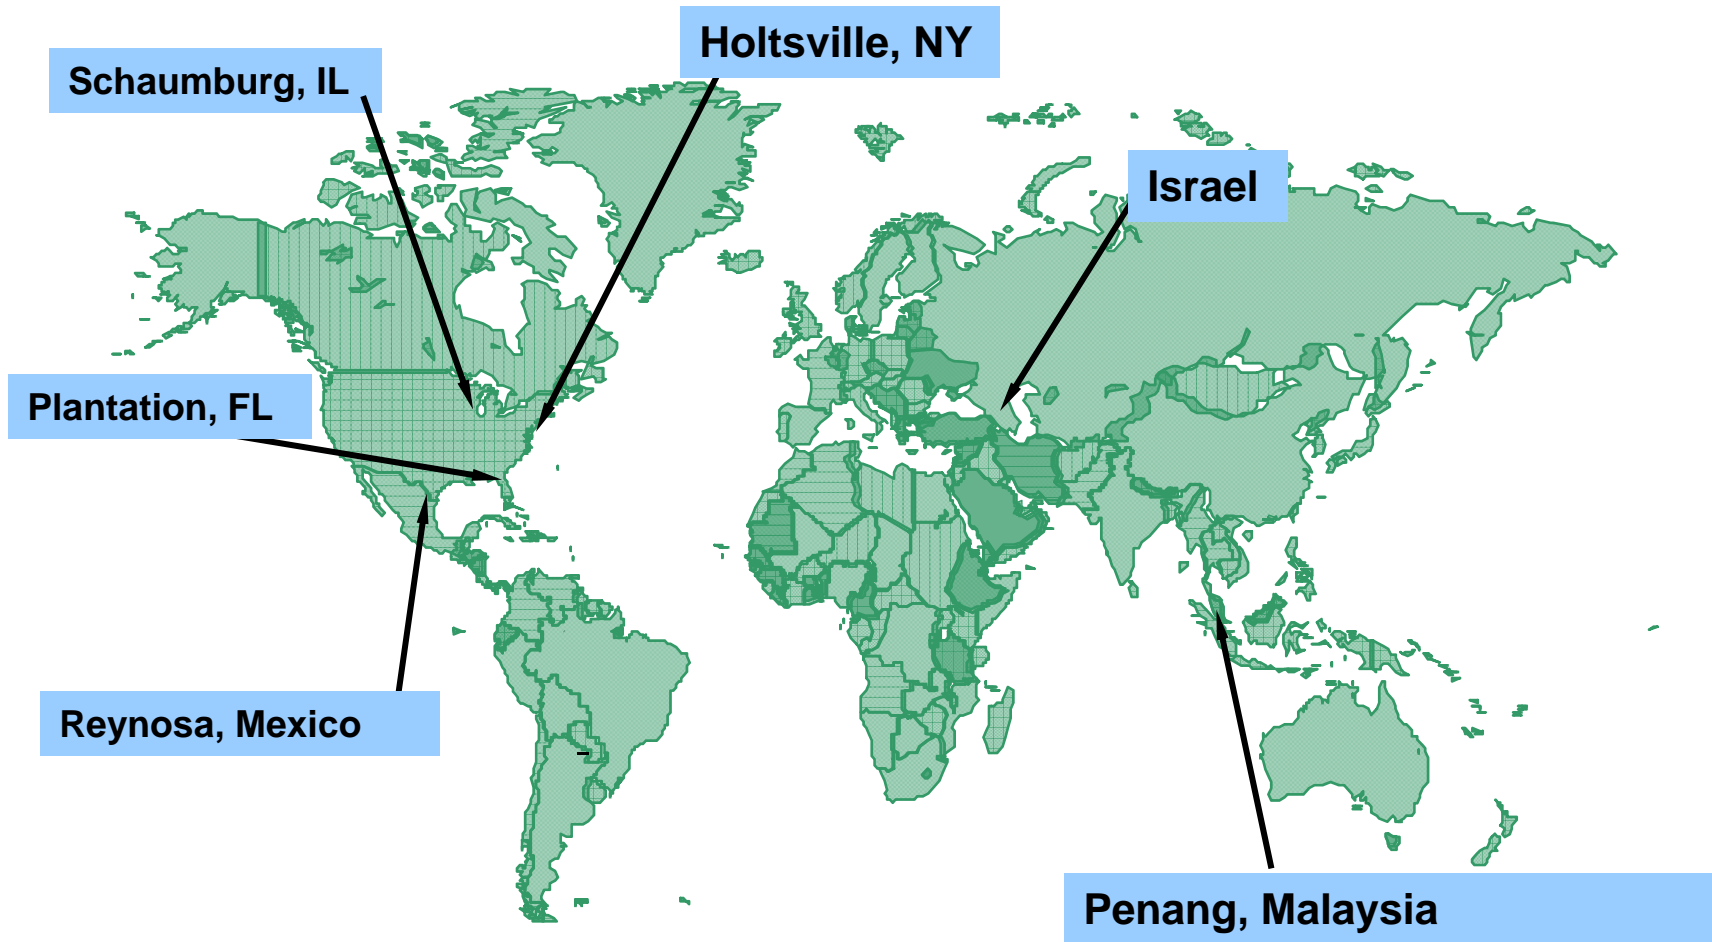 Holtsville, NY
Schaumburg, IL
Israel
Plantation, FL
Reynosa, Mexico
Penang, Malaysia